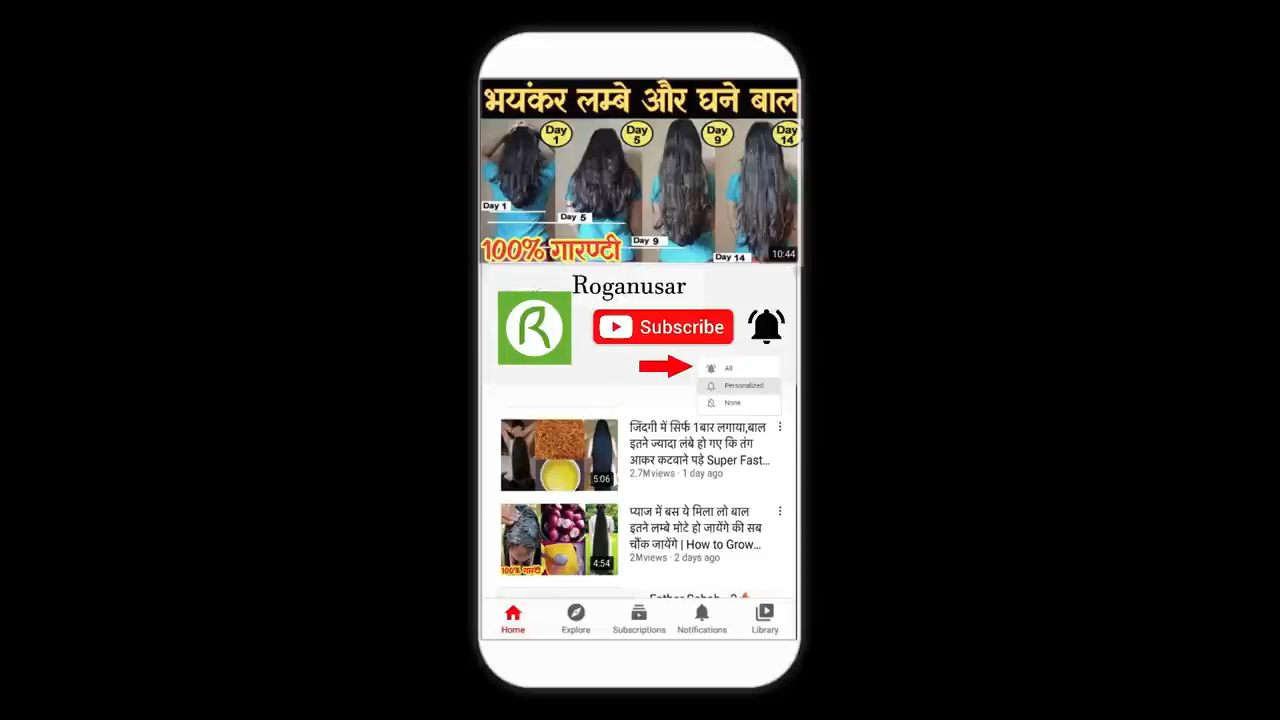 भयंकर लम्बे और घने बाल
Day 1
Day 5
Day 9
Day 14
Day 1
Day 5
Day 9
Day 14
100% गारण्टी
10:44
Roganusar
Subscribe
All
Personalized
None
जिंदगी में सिर्फ 1बार लगाया,बाल
इतने ज्यादा लंबे हो गए कि तंग
आकर कटवाने पड़े Super Fast...
2.7Mviews · 1 day ago
5:06
प्याज में बस ये मिला लो बाल
इतने लम्बे मोटे हो जायेंगे की सब
चौंक जायेंगे | How to Grow...
2Mviews · 2 days ago
4:54
100% गारंटी
Home
Explore
Subscriptions
Notifications
Library